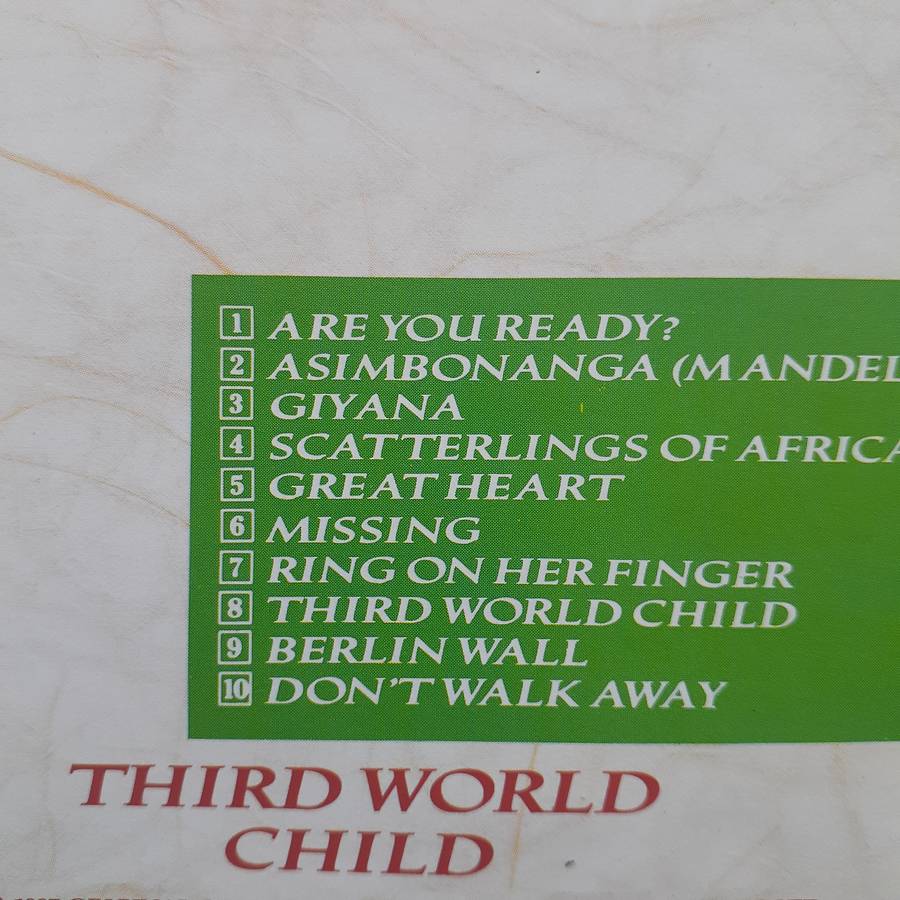 1 ARE YOU READY?
2 ASIMBONANGA (MANDEL
3 GIYANA
4 SCATTERLINGS OF AFRICA
5 GREAT HEART
6 MISSING
7 RING ON HER FINGER
8 THIRD WORLD CHILD
9 BERLIN WALL
10 DON'T WALK AWAY
THIRD WORLD
CHILD